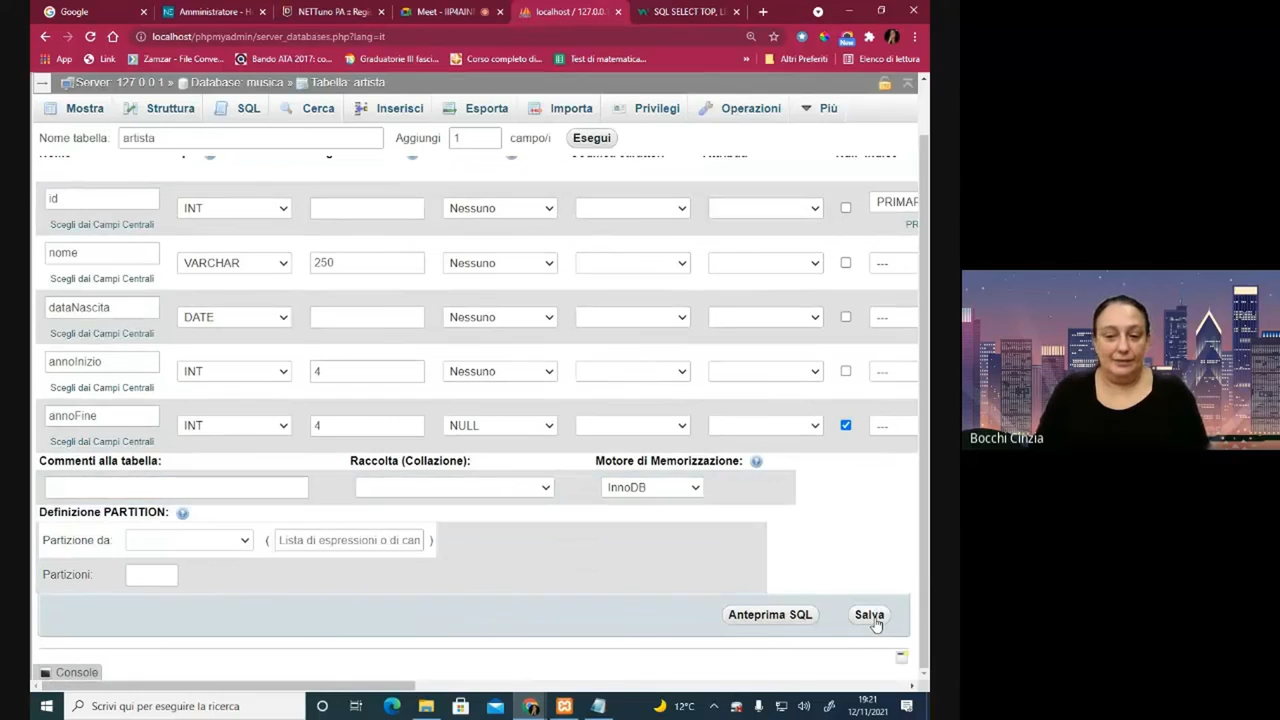 Google
Amministratore - H
NETTuno PA :: Regi
Meet - IIP4AIN
localhost / 127.0.0.1
SQL SELECT TOP, L
localhost/phpmyadmin/server_databases.php?lang=it
New
App
Link
Zamzar - File Conve...
Bando ATA 2017: co...
Graduatorie III fasci...
Corso completo di...
Test di matematica...
»
Altri Preferiti
Elenco di lettura
Server: 127.0.0.1 » Database: musica » Tabella: artista
Mostra
Struttura
SQL
Cerca
Inserisci
Esporta
Importa
Privilegi
Operazioni
Più
Nome tabella: artista Aggiungi 1 campo/i Esegui
id INT Nessuno PRIMAR
Scegli dai Campi Centrali PR
nome VARCHAR 250 Nessuno ---
Scegli dai Campi Centrali
dataNascita DATE Nessuno ---
Scegli dai Campi Centrali
annoInizio INT 4 Nessuno ---
Scegli dai Campi Centrali
annoFine INT 4 NULL ---
Scegli dai Campi Centrali
Commenti alla tabella: Raccolta (Collazione): Motore di Memorizzazione:
InnoDB
Definizione PARTITION:
Partizione da: ( Lista di espressioni o di can )
Partizioni:
Anteprima SQL Salva
Console
Scrivi qui per eseguire la ricerca
12°C
19:21
12/11/2021
Bocchi Cinzia